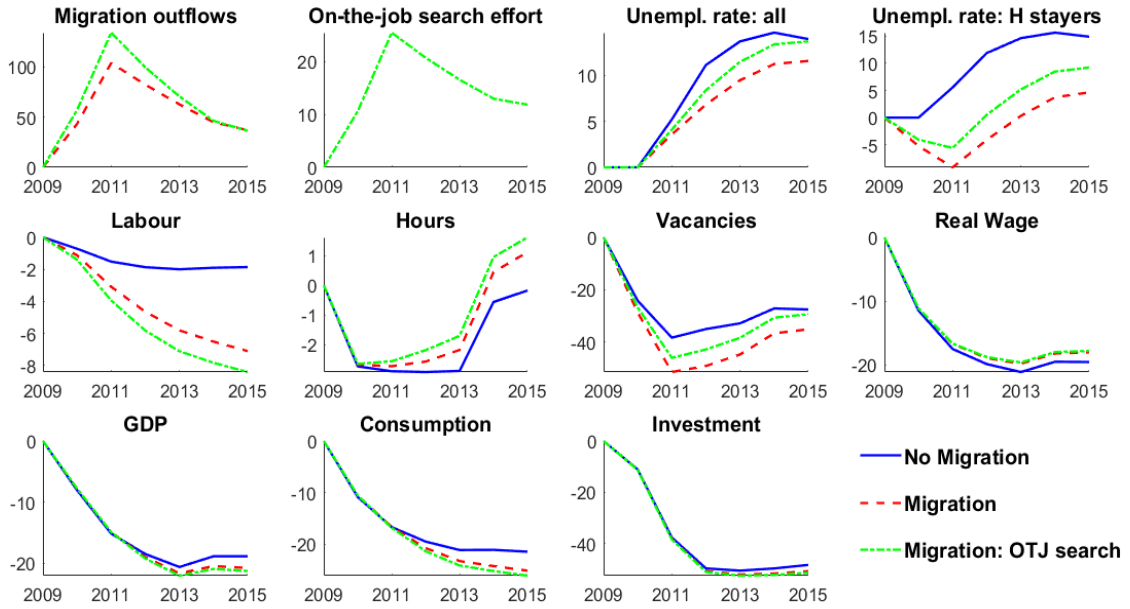 Migration outflows
100
50
0
2009 2011 2013 2015
On-the-job search effort
20
10
0
2009 2011 2013 2015
Unempl. rate: all
10
5
0
2009 2011 2013 2015
Unempl. rate: H stayers
15
10
5
0
-5
2009 2011 2013 2015
Labour
0
-2
-4
-6
-8
2009 2011 2013 2015
Hours
1
0
-1
-2
2009 2011 2013 2015
Vacancies
0
-20
-40
2009 2011 2013 2015
Real Wage
0
-10
-20
2009 2011 2013 2015
GDP
0
-10
-20
2009 2011 2013 2015
Consumption
0
-10
-20
2009 2011 2013 2015
Investment
0
-20
-40
2009 2011 2013 2015
No Migration
Migration
Migration: OTJ search